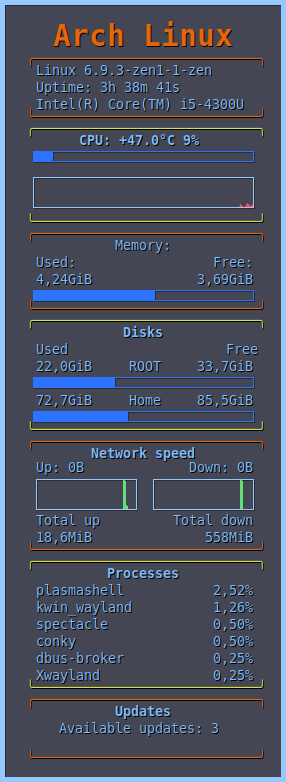 Arch Linux
Linux 6.9.3-zen1-1-zen
Uptime: 3h 38m 41s
Intel(R) Core(TM) i5-4300U
CPU: +47.0°C 9%
Memory:
Used: Free:
4,24GiB 3,69GiB
Disks
Used Free
22,0GiB ROOT 33,7GiB
72,7GiB Home 85,5GiB
Network speed
Up: 0B Down: 0B
Total up Total down
18,6MiB 558MiB
Processes
plasmashell 2,52%
kwin_wayland 1,26%
spectacle 0,50%
conky 0,50%
dbus-broker 0,25%
Xwayland 0,25%
Updates
Available updates: 3